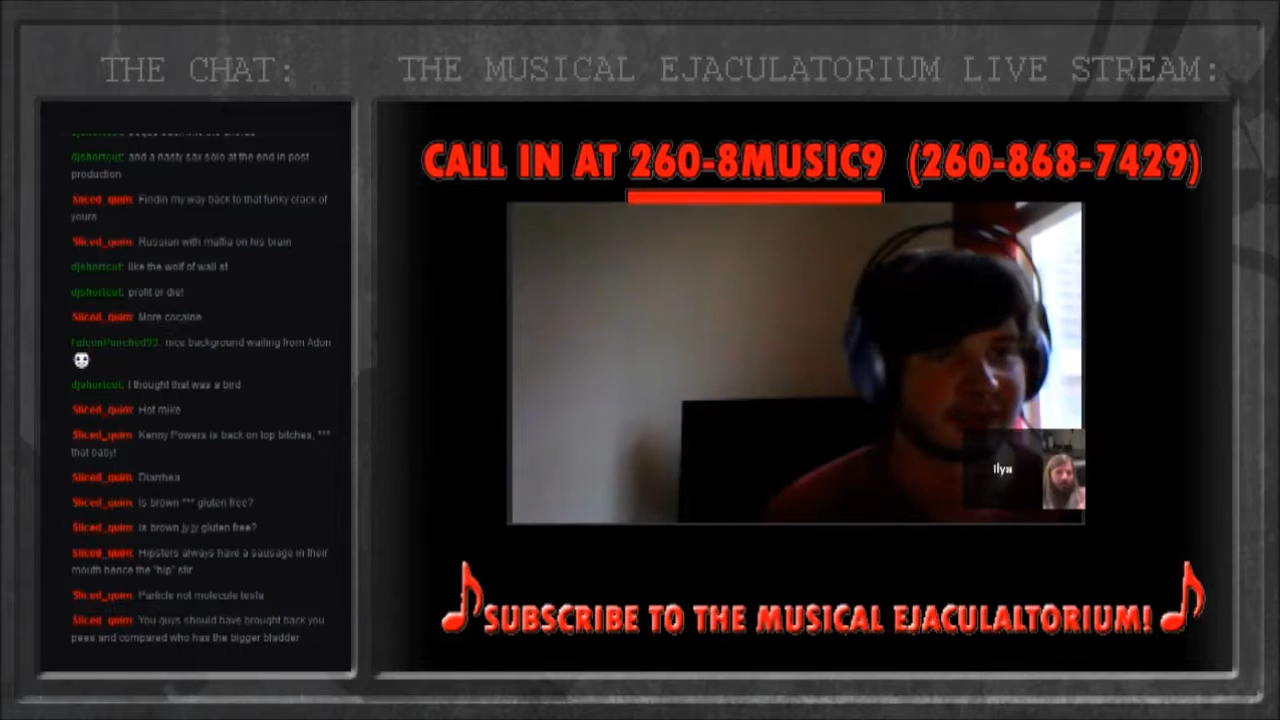 THE CHAT:
THE MUSICAL EJACULATORIUM LIVE STREAM:
djshortcut: and a nasty sax solo at the end in post
production
Sliced_quim: Findin my way back to that funky crack of
yours
Sliced_quim: Russian with maffia on his brain
djshortcut: like the wolf of wall st
djshortcut: profit or die!
Sliced_quim: More cocaine
FalconPunched93: nice background wailing from Adon
djshortcut: I thought that was a bird
Sliced_quim: Hot mike
Sliced_quim: Kenny Powers is back on top bitches, ***
that baby!
Sliced_quim: Diarrhea
Sliced_quim: Is brown *** gluten free?
Sliced_quim: Is brown jy jy gluten free?
Sliced_quim: Hipsters always have a sausage in their
mouth hence the "hip" stir
Sliced_quim: Particle not molecule testa
Sliced_quim: You guys should have brought back you
pees and compared who has the bigger bladder
CALL IN AT 260-8MUSIC9 (260-868-7429)
Ilya
SUBSCRIBE TO THE MUSICAL EJACULALTORIUM!